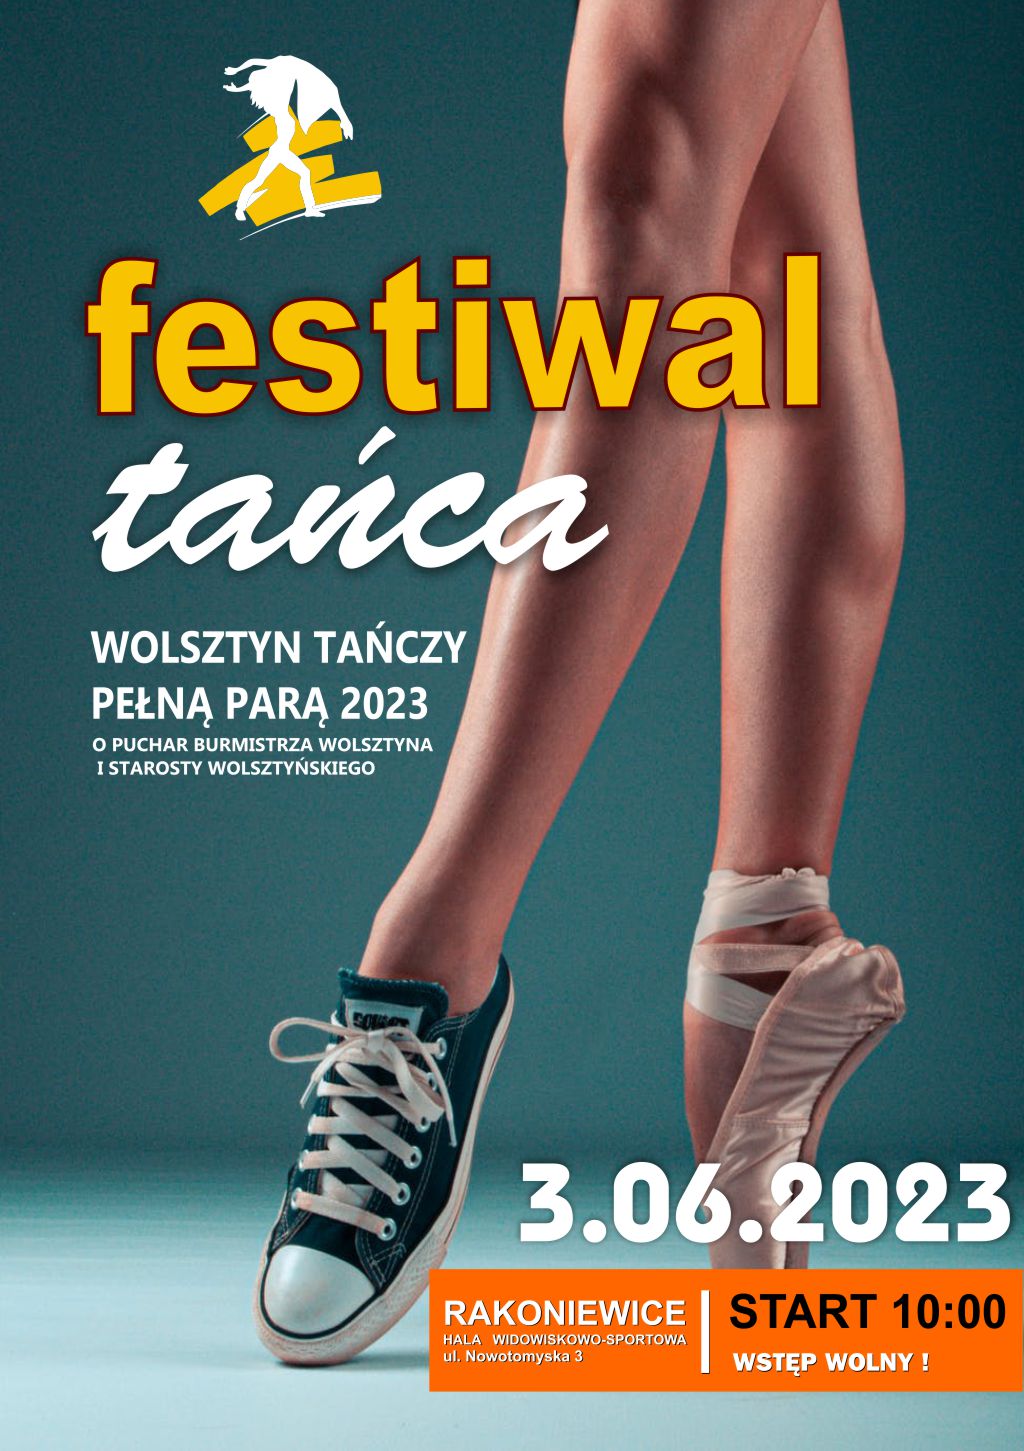 festiwal
tańca
WOLSZTYN TAŃCZY
PEŁNĄ PARĄ 2023
O PUCHAR BURMISTRZA WOLSZTYNA
I STAROSTY WOLSZTYŃSKIEGO
3.06.2023
RAKONIEWICE
HALA WIDOWISKOWO-SPORTOWA
ul. Nowotomyska 3
START 10:00
WSTĘP WOLNY !